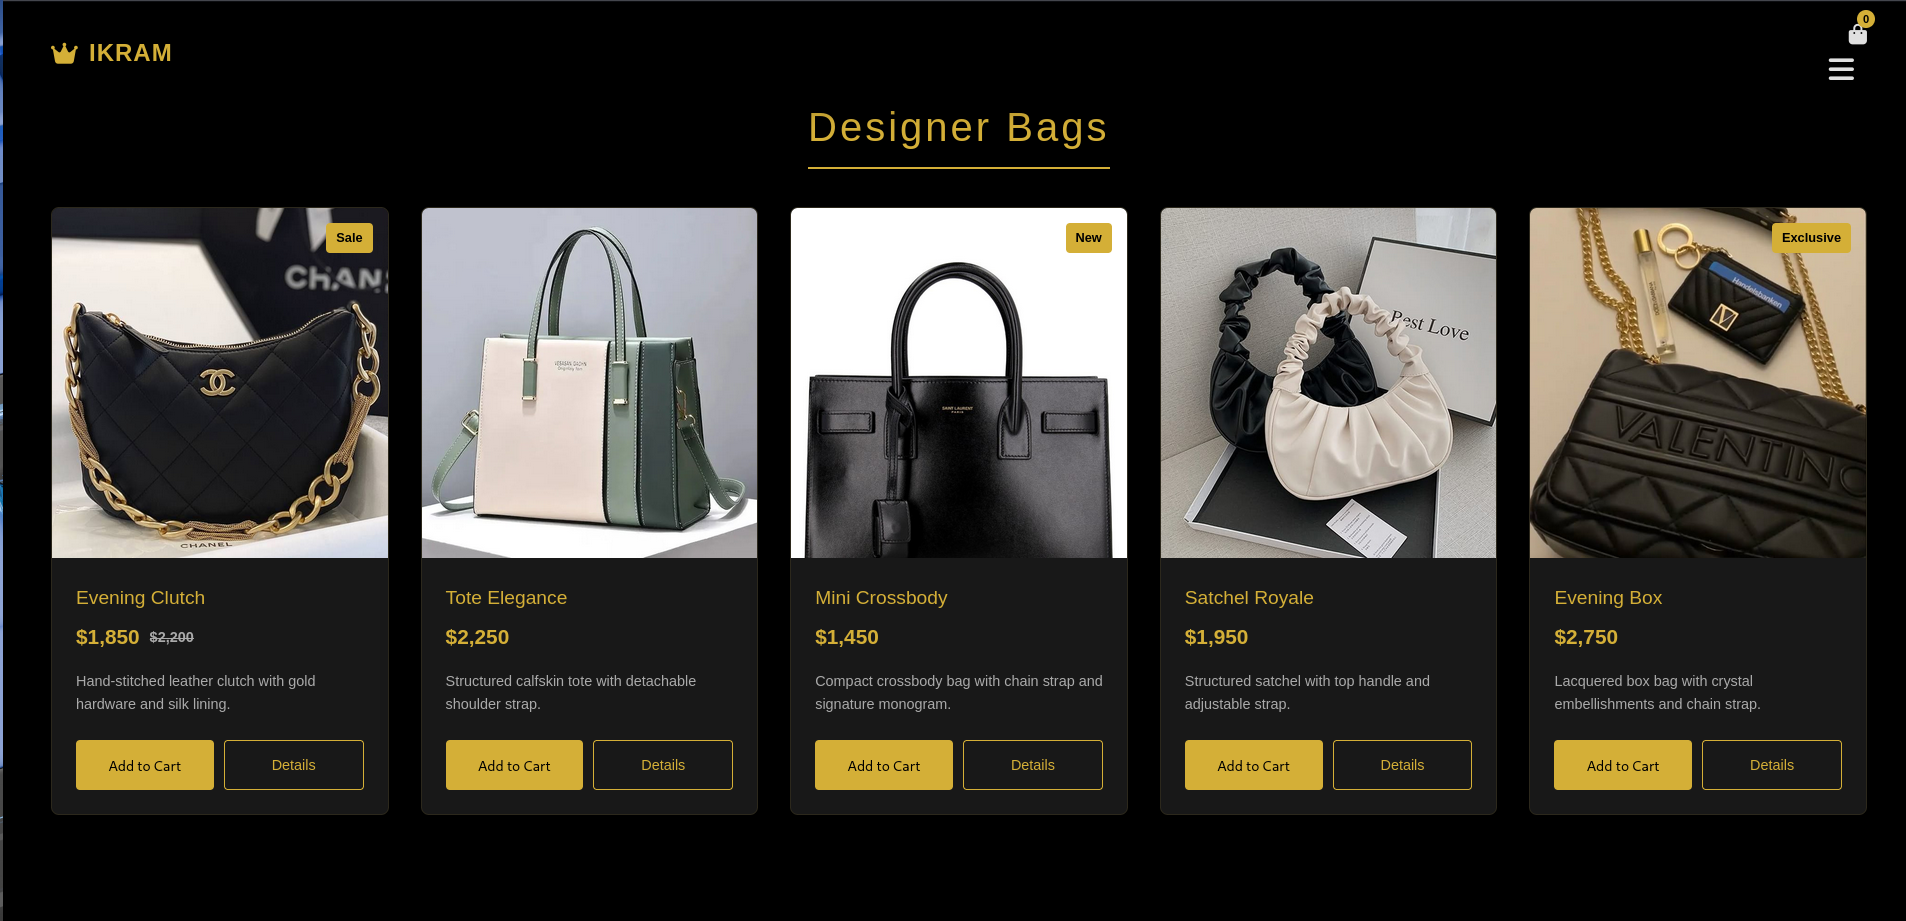 0
IKRAM
Designer Bags
CHAN
CHANEL
Sale
Evening Clutch
$1,850 $2,200
Hand-stitched leather clutch with gold
hardware and silk lining.
Add to Cart
Details
Tote Elegance
$2,250
Structured calfskin tote with detachable
shoulder strap.
Add to Cart
Details
SAINT LAURENT
PARIS
New
Mini Crossbody
$1,450
Compact crossbody bag with chain strap and
signature monogram.
Add to Cart
Details
Best Love
Satchel Royale
$1,950
Structured satchel with top handle and
adjustable strap.
Add to Cart
Details
Exclusive
Handelsbanken
VALENTINO
Evening Box
$2,750
Lacquered box bag with crystal
embellishments and chain strap.
Add to Cart
Details